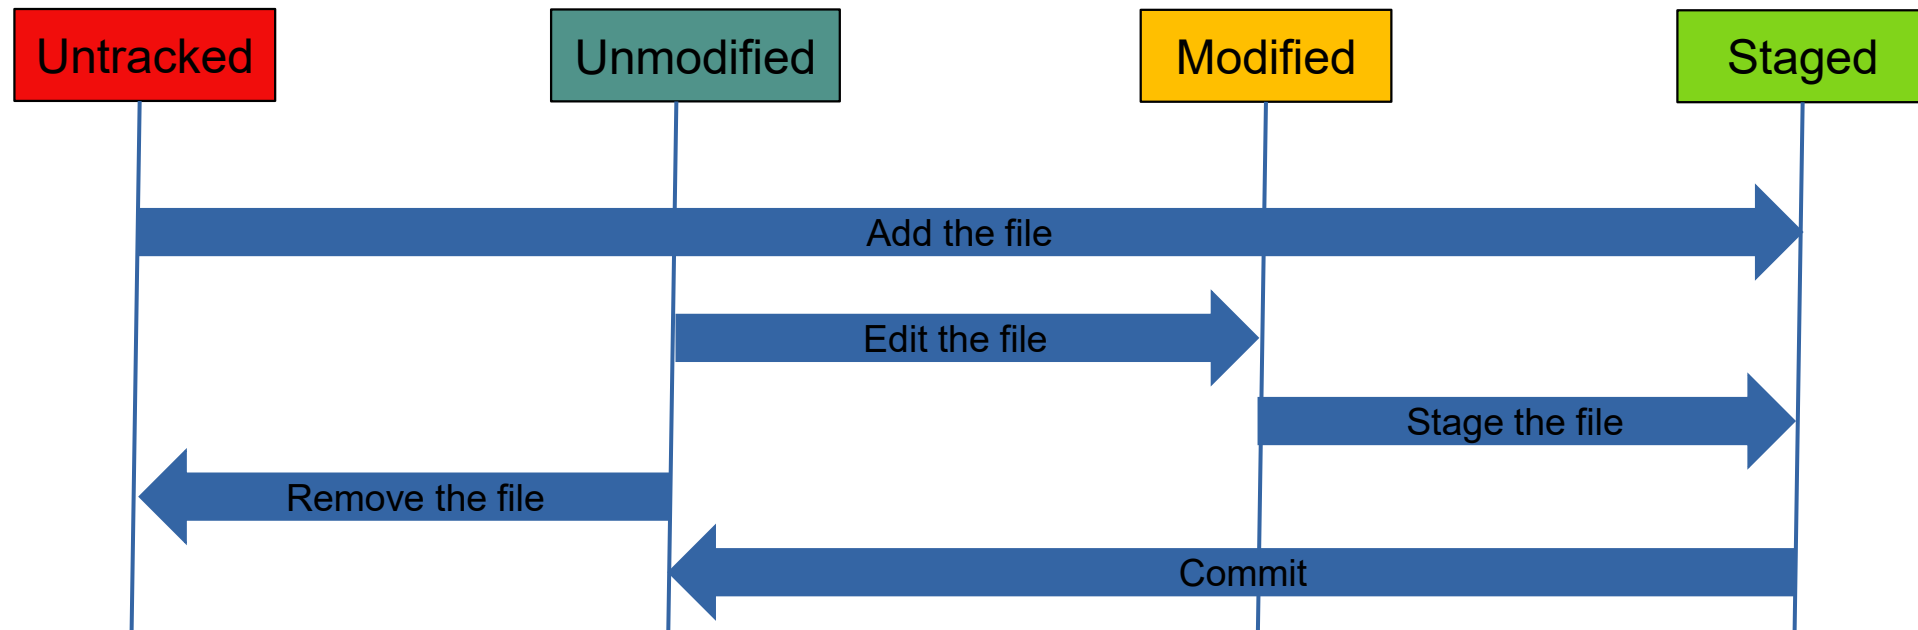 Untracked
Unmodified
Modified
Staged
Add the file
Edit the file
Stage the file
Remove the file
Commit